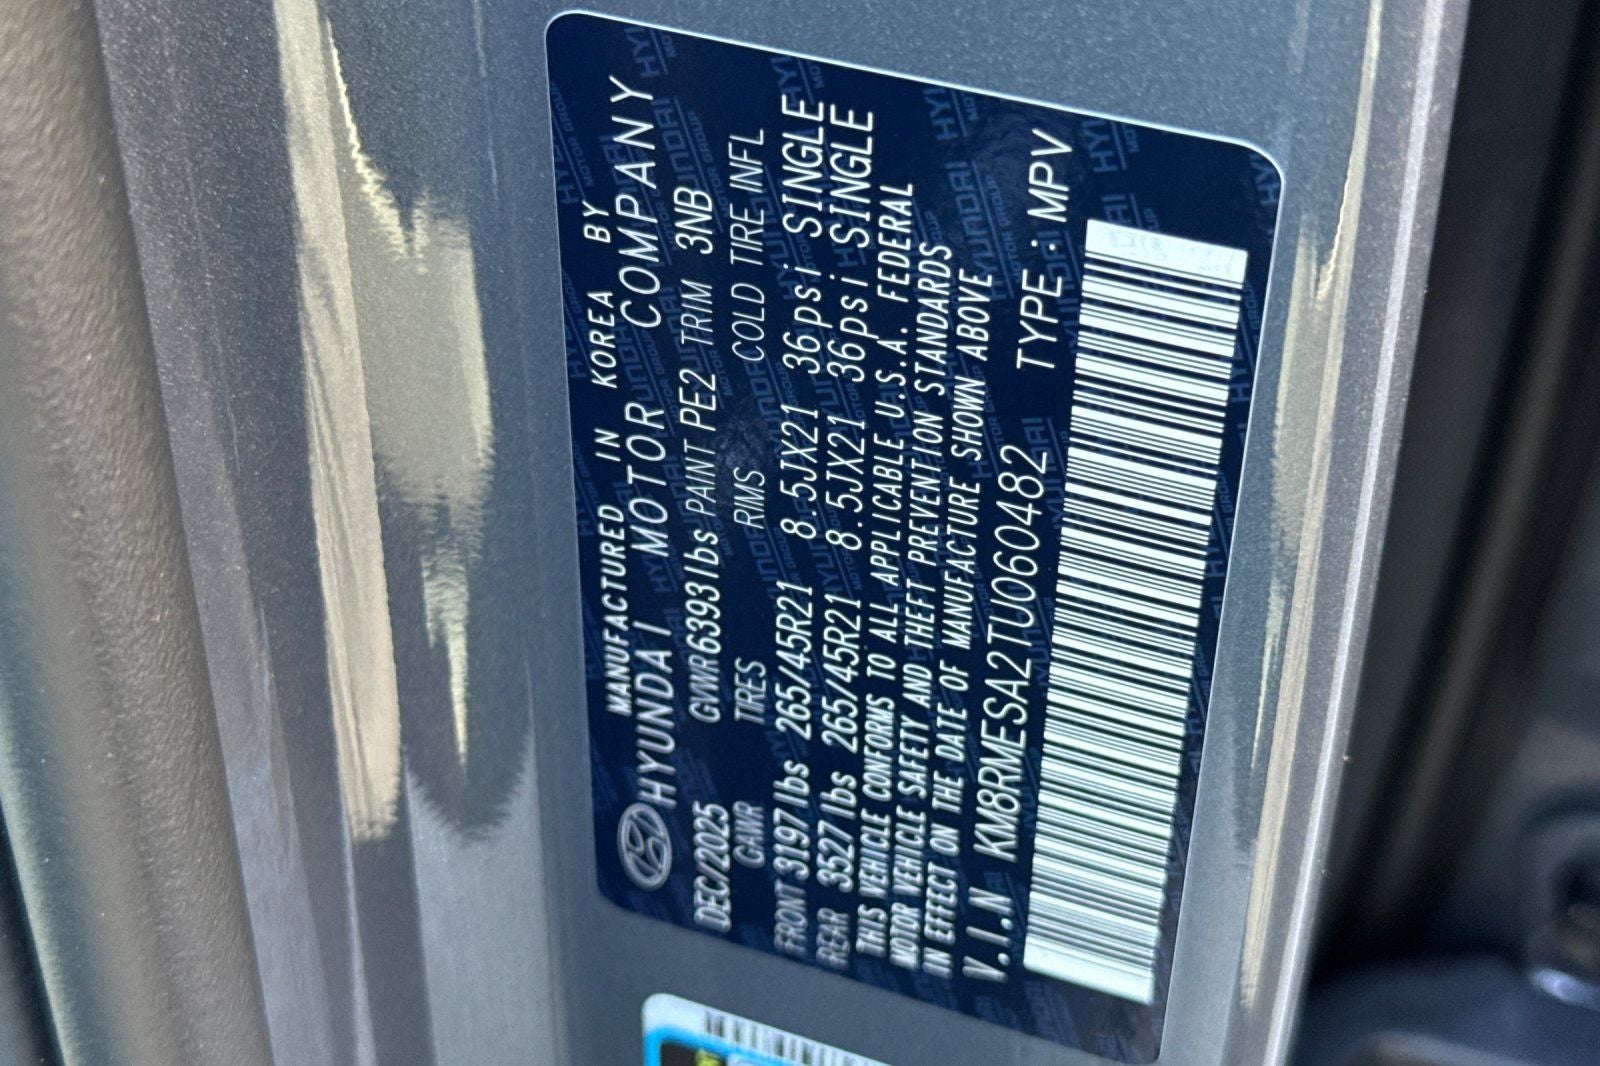 MANUFACTURED IN KOREA BY
HYUNDAI MOTOR COMPANY
DEC/2025 GVWR 6393lbs PAINT PE2 TRIM 3NB
GAWR TIRES RIMS COLD TIRE INFL
FRONT 3197lbs 265/45R21 8.5JX21 36psi SINGLE
REAR 3527lbs 265/45R21 8.5JX21 36psi SINGLE
THIS VEHICLE CONFORMS TO ALL APPLICABLE U.S.A. FEDERAL
MOTOR VEHICLE SAFETY AND THEFT PREVENTION STANDARDS
IN EFFECT ON THE DATE OF MANUFACTURE SHOWN ABOVE
V.I.N KM8RMESA2TU060482 TYPE : MPV